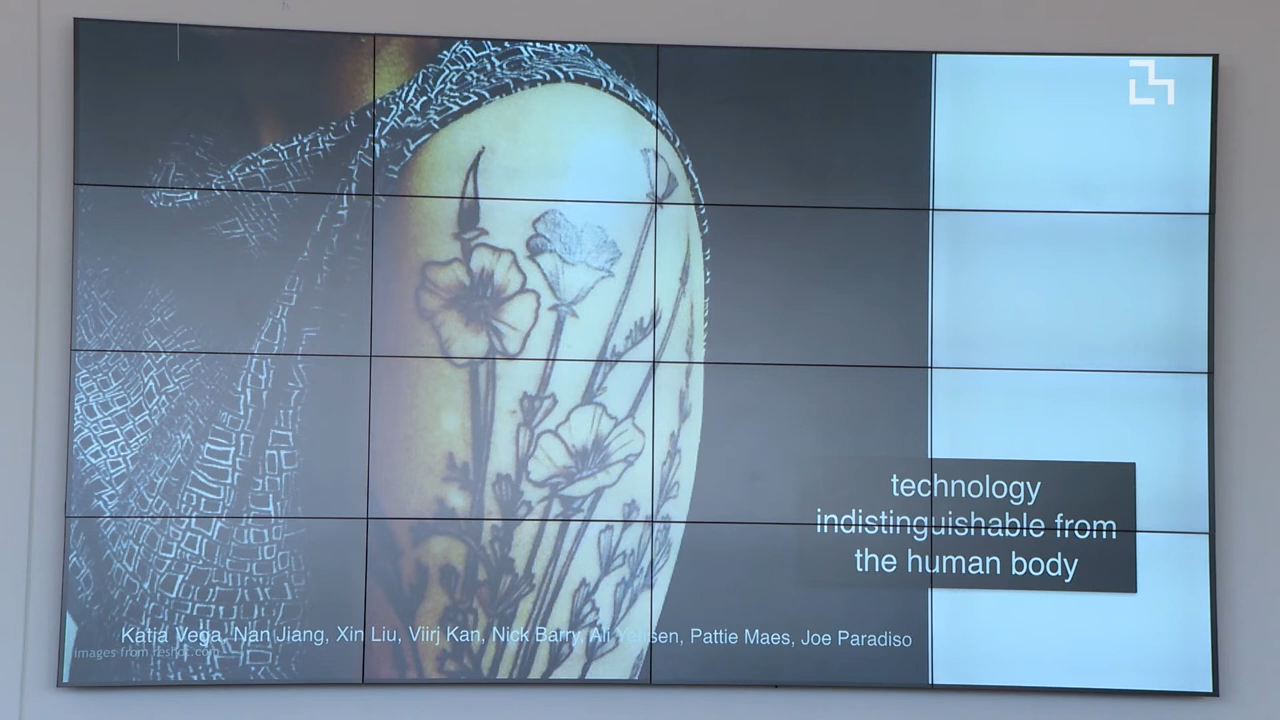 technology
indistinguishable from
the human body
Katia Vega, Nan Jiang, Xin Liu, Viirj Kan, Nick Barry, Ali Yetisen, Pattie Maes, Joe Paradiso
images from